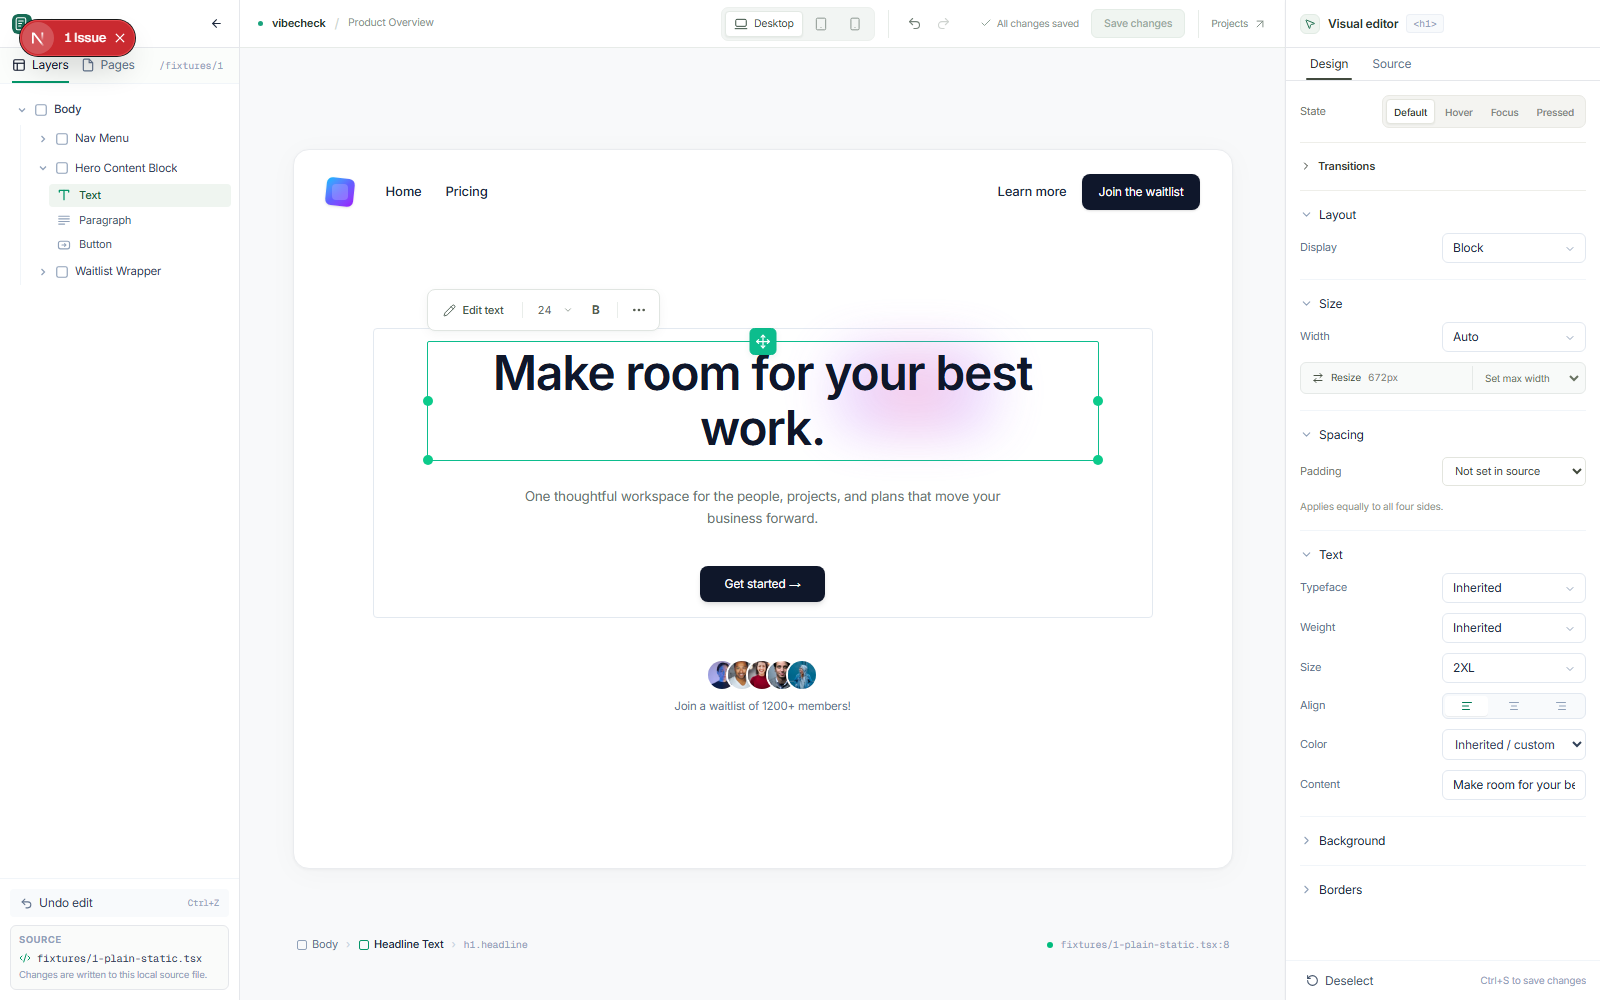 N 1 Issue
vibecheck / Product Overview
Desktop
All changes saved
Save changes
Projects
Visual editor
<h1>
Layers
Pages
/fixtures/1
Body
Nav Menu
Hero Content Block
Text
Paragraph
Button
Waitlist Wrapper
Undo edit
Ctrl+Z
SOURCE
fixtures/1-plain-static.tsx
Changes are written to this local source file.
Home
Pricing
Learn more
Join the waitlist
Edit text
24
B
Make room for your best
work.
One thoughtful workspace for the people, projects, and plans that move your
business forward.
Get started →
Join a waitlist of 1200+ members!
Body › Headline Text › h1.headline
fixtures/1-plain-static.tsx:8
Design
Source
State
Default
Hover
Focus
Pressed
Transitions
Layout
Display
Block
Size
Width
Auto
Resize 672px
Set max width
Spacing
Padding
Not set in source
Applies equally to all four sides.
Text
Typeface
Inherited
Weight
Inherited
Size
2XL
Align
Color
Inherited / custom
Content
Make room for your be
Background
Borders
Deselect
Ctrl+S to save changes